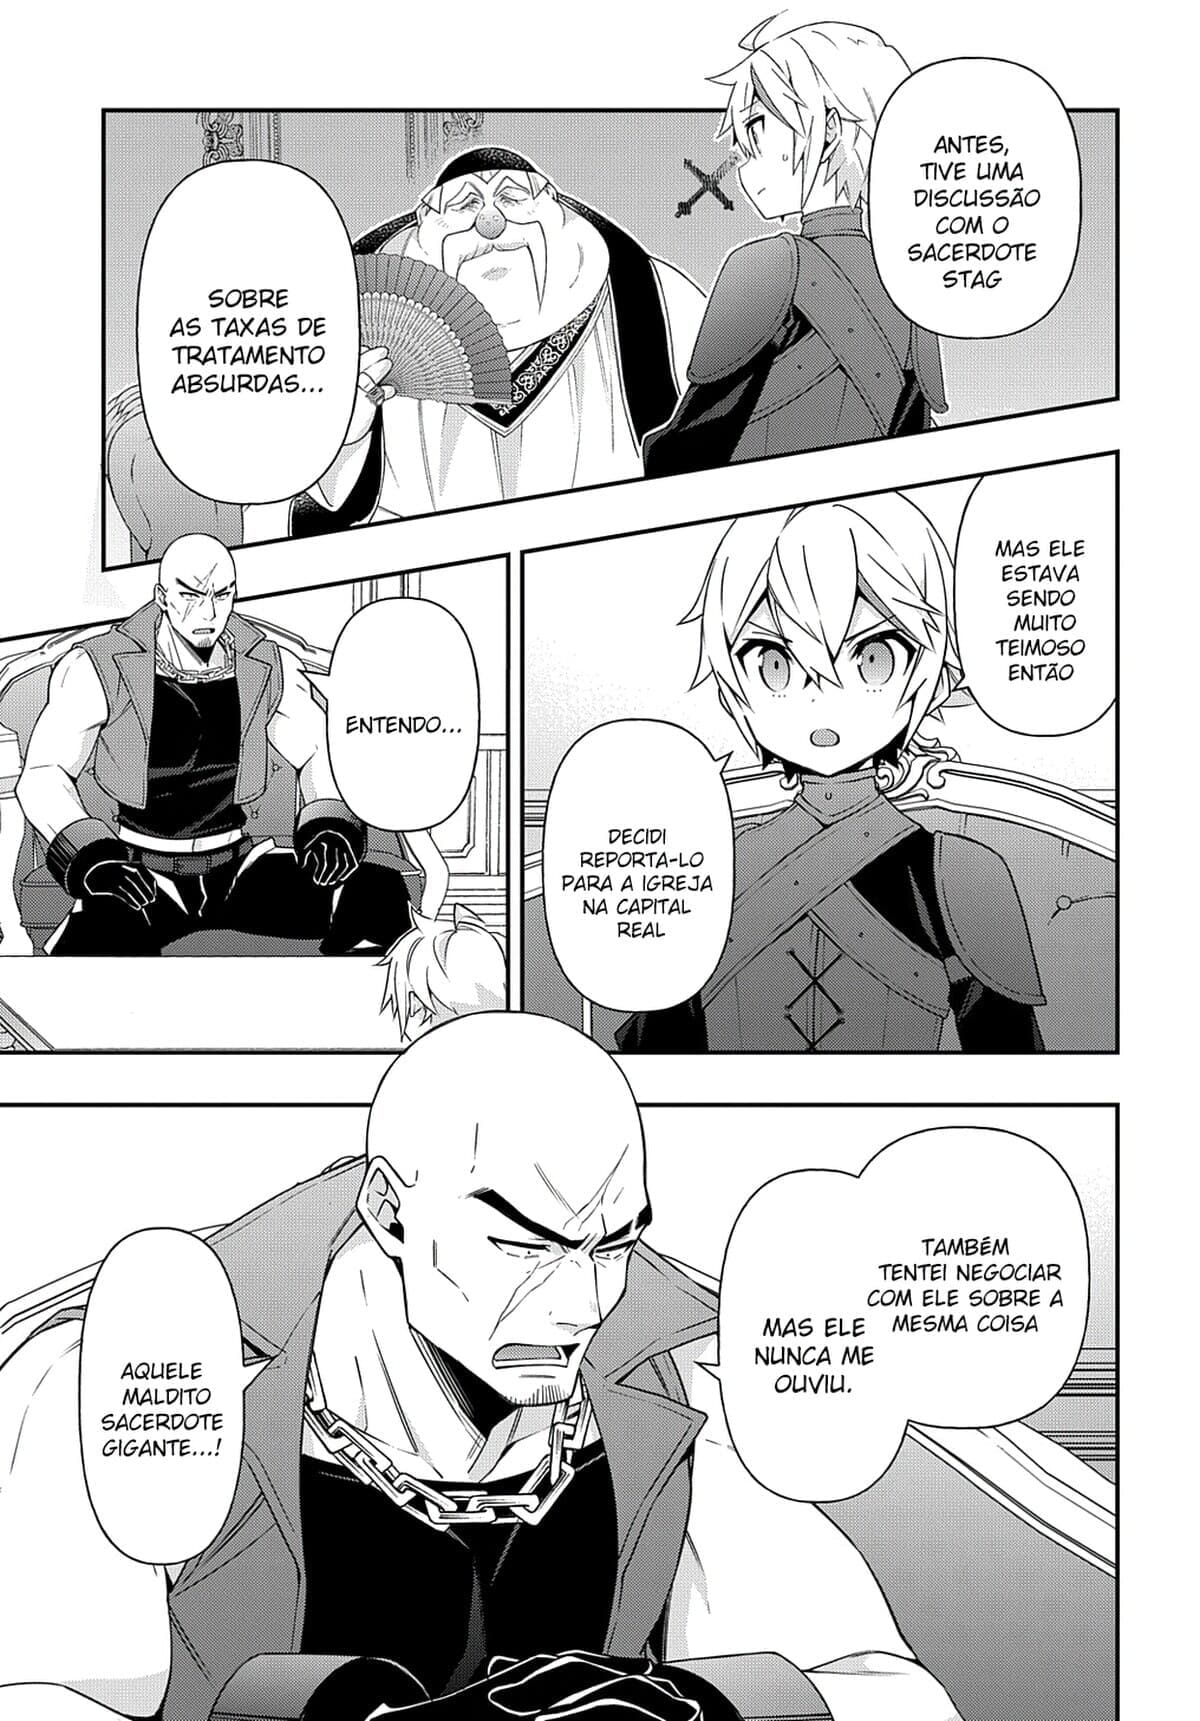 ANTES,
TIVE UMA
DISCUSSÃO
COM O
SACERDOTE
STAG
SOBRE
AS TAXAS DE
TRATAMENTO
ABSURDAS...
MAS ELE
ESTAVA
SENDO
MUITO
TEIMOSO
ENTÃO
DECIDI
REPORTA-LO
PARA A IGREJA
NA CAPITAL
REAL
ENTENDO...
TAMBÉM
TENTEI NEGOCIAR
COM ELE SOBRE A
MESMA COISA
MAS ELE
NUNCA ME
OUVIU.
AQUELE
MALDITO
SACERDOTE
GIGANTE...!